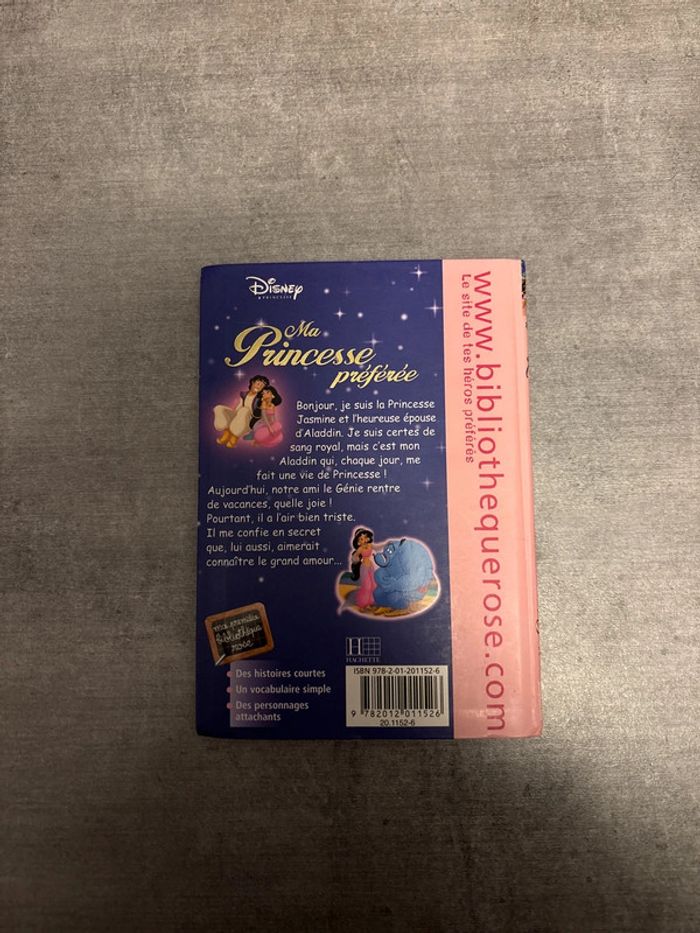 Disney
PRINCESSE
Ma
Princesse
préférée
Bonjour, je suis la Princesse
Jasmine et l'heureuse épouse
d'Aladdin. Je suis certes de
sang royal, mais c'est mon
Aladdin qui, chaque jour, me
fait une vie de Princesse !
Aujourd'hui, notre ami le Génie rentre
de vacances, quelle joie !
Pourtant, il a l'air bien triste.
Il me confie en secret
que, lui aussi, aimerait
connaître le grand amour...
ma première
bibliothèque
rose
• Des histoires courtes
• Un vocabulaire simple
• Des personnages
attachants
H
HACHETTE
ISBN 978-2-01-201152-6
9 782012 011526
20.1152-6
www.bibliothequerose.com
Le site de tes héros préférés